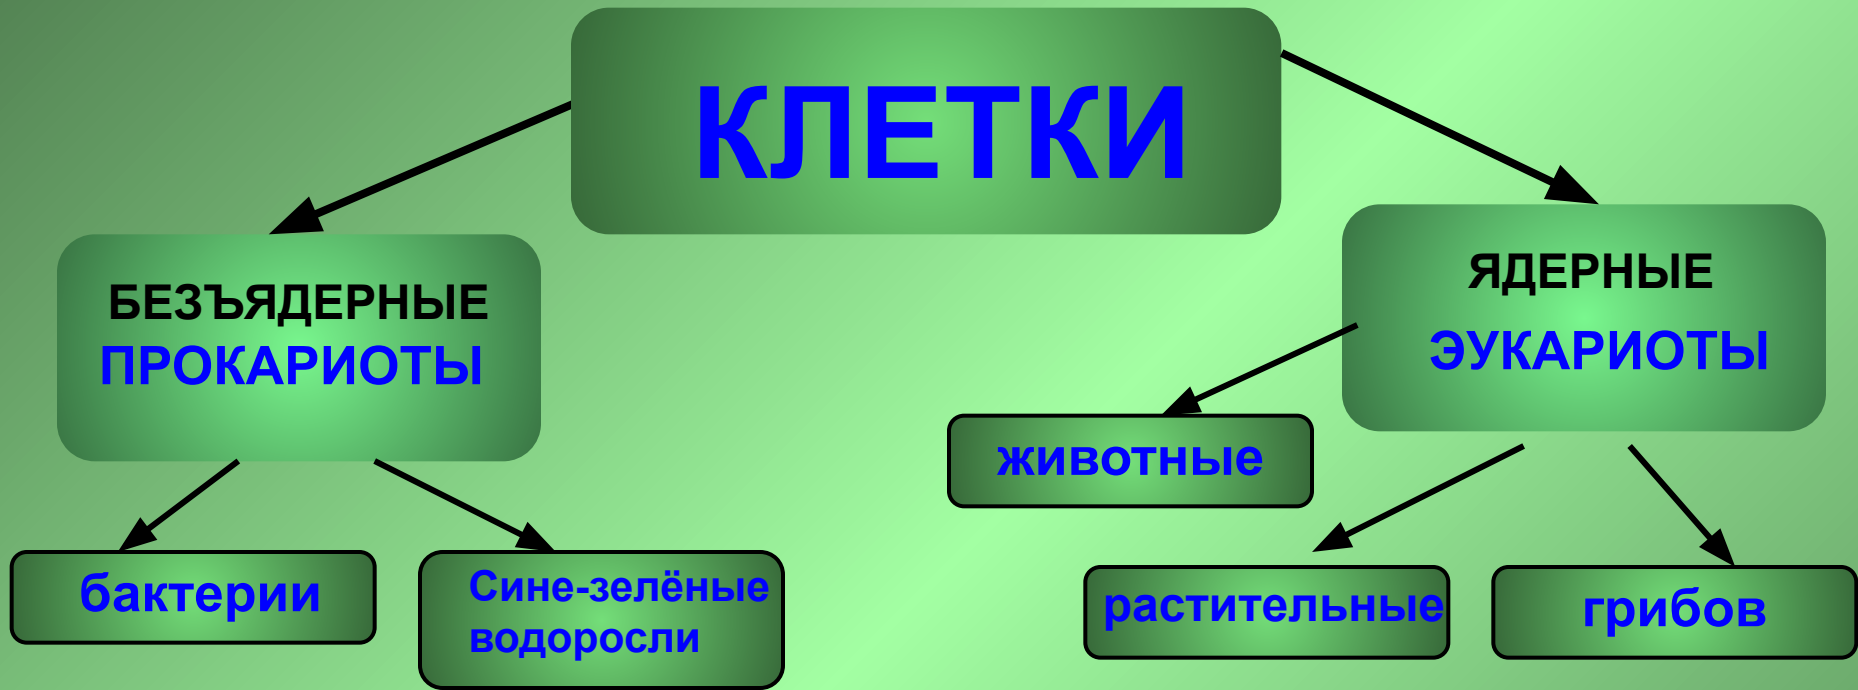 КЛЕТКИ
БЕЗЪЯДЕРНЫЕ
ПРОКАРИОТЫ
ЯДЕРНЫЕ
ЭУКАРИОТЫ
животные
бактерии
Сине-зелёные
водоросли
растительные
грибов